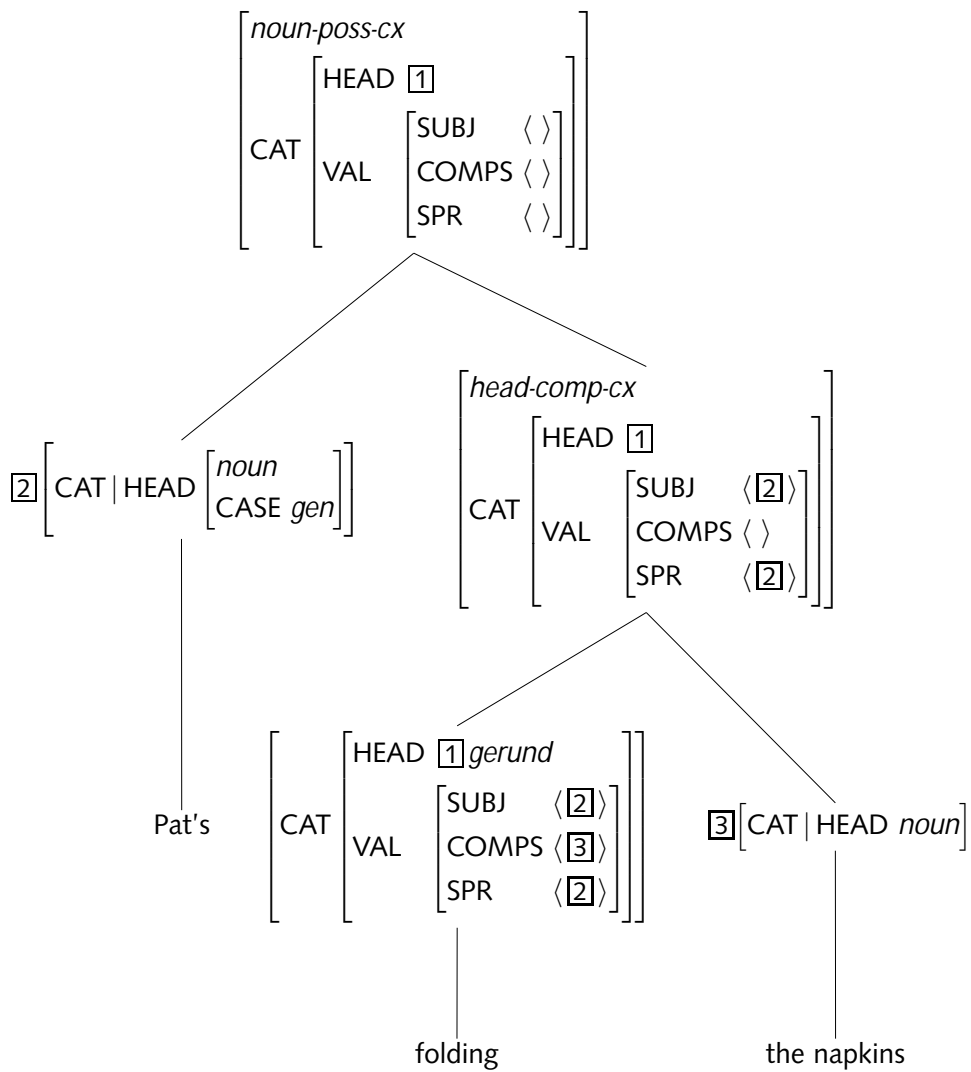 noun-poss-cx
HEAD 1
CAT VAL SUBJ ⟨ ⟩
COMPS ⟨ ⟩
SPR ⟨ ⟩
head-comp-cx
HEAD 1
CAT VAL SUBJ ⟨ 2 ⟩
COMPS ⟨ ⟩
SPR ⟨ 2 ⟩
2 CAT | HEAD noun
CASE gen
HEAD 1 gerund
CAT VAL SUBJ ⟨ 2 ⟩
COMPS ⟨ 3 ⟩
SPR ⟨ 2 ⟩
Pat's
3 [CAT | HEAD noun]
folding
the napkins